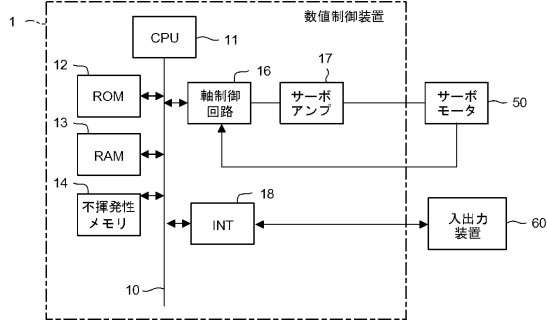 数値制御装置
1
CPU
11
12
ROM
16
軸制御
回路
17
サーボ
アンプ
サーボ
モータ
50
13
RAM
14
不揮発性
メモリ
18
INT
入出力
装置
60
10